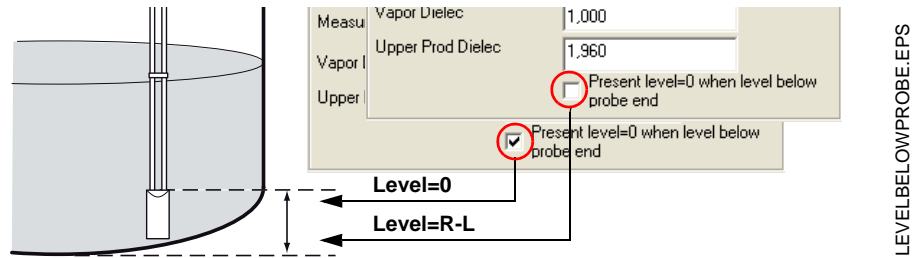 Measu
Vapor Dielec
1,000
Vapor
Upper Prod Dielec
1,960
Upper
Present level=0 when level below
probe end
Present level=0 when level below
probe end
Level=0
Level=R-L
LEVELBELOWPROBE.EPS